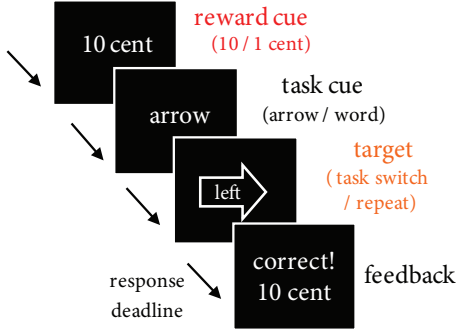 10 cent
reward cue
(10 / 1 cent)
arrow
task cue
(arrow / word)
left
target
( task switch
/ repeat)
correct!
10 cent
feedback
response
deadline